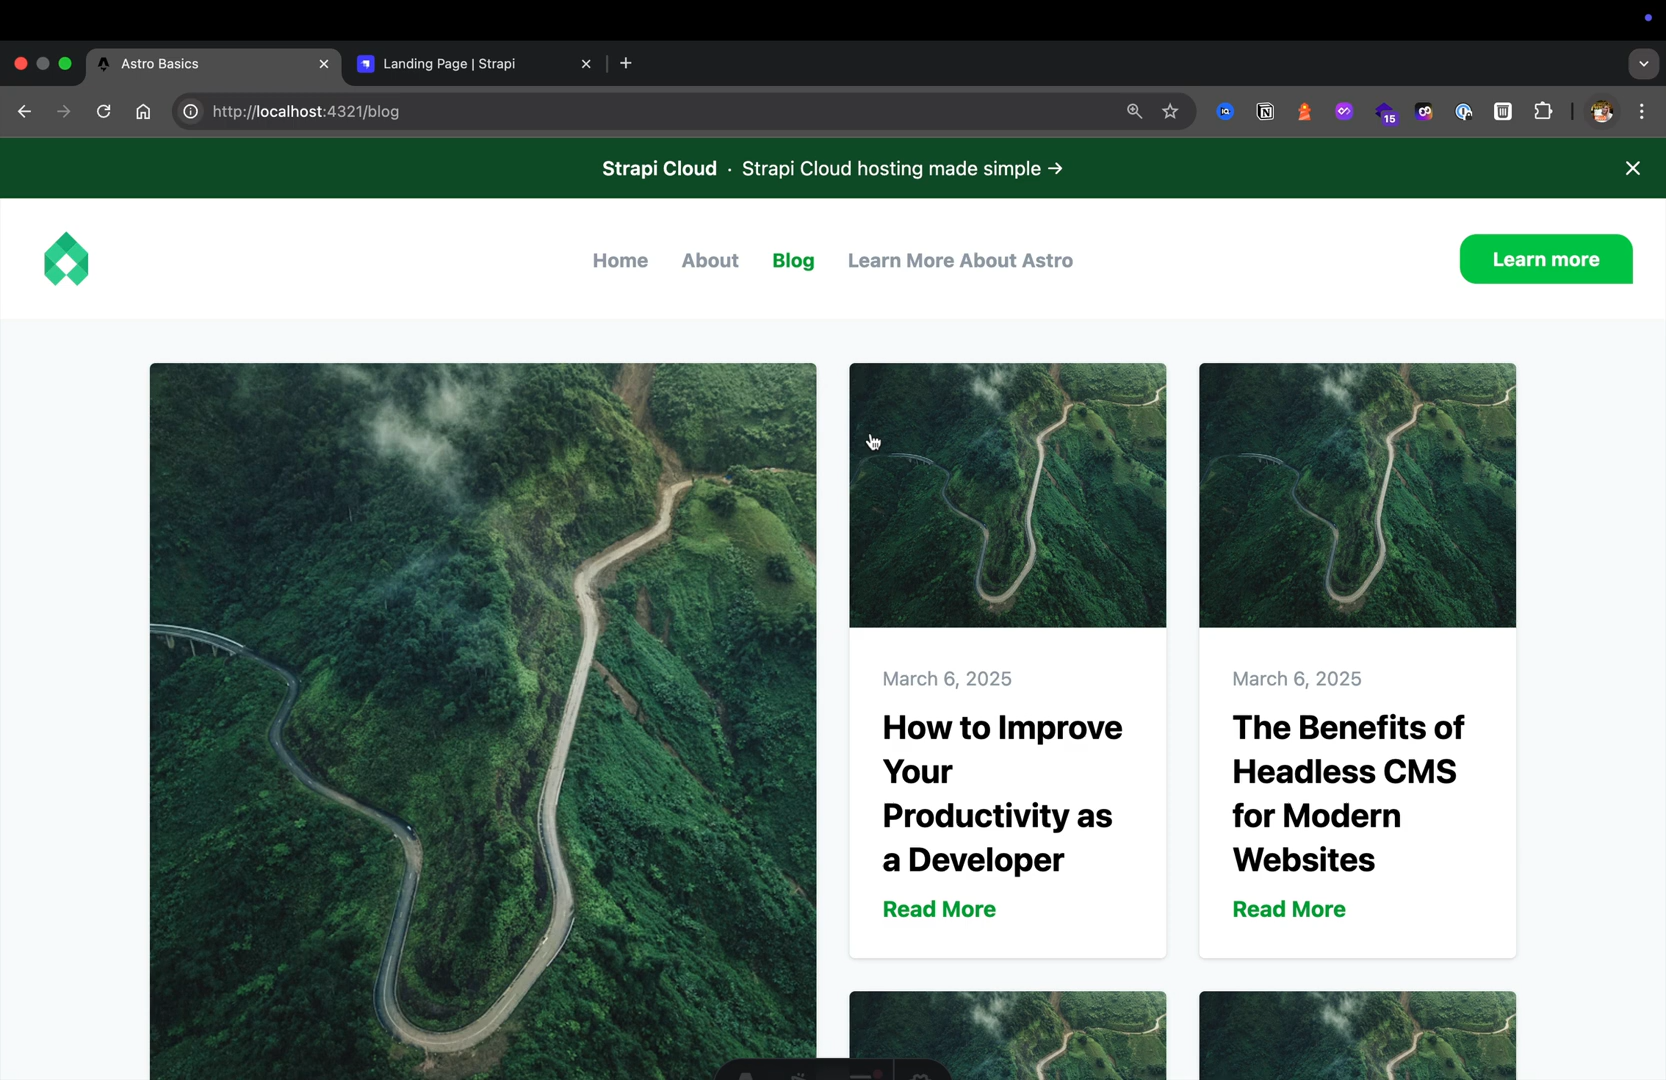 Astro Basics
Landing Page | Strapi
http://localhost:4321/blog
15
Strapi Cloud · Strapi Cloud hosting made simple →
Home About Blog Learn More About Astro
Learn more
March 6, 2025
How to Improve
Your
Productivity as
a Developer
Read More
March 6, 2025
The Benefits of
Headless CMS
for Modern
Websites
Read More